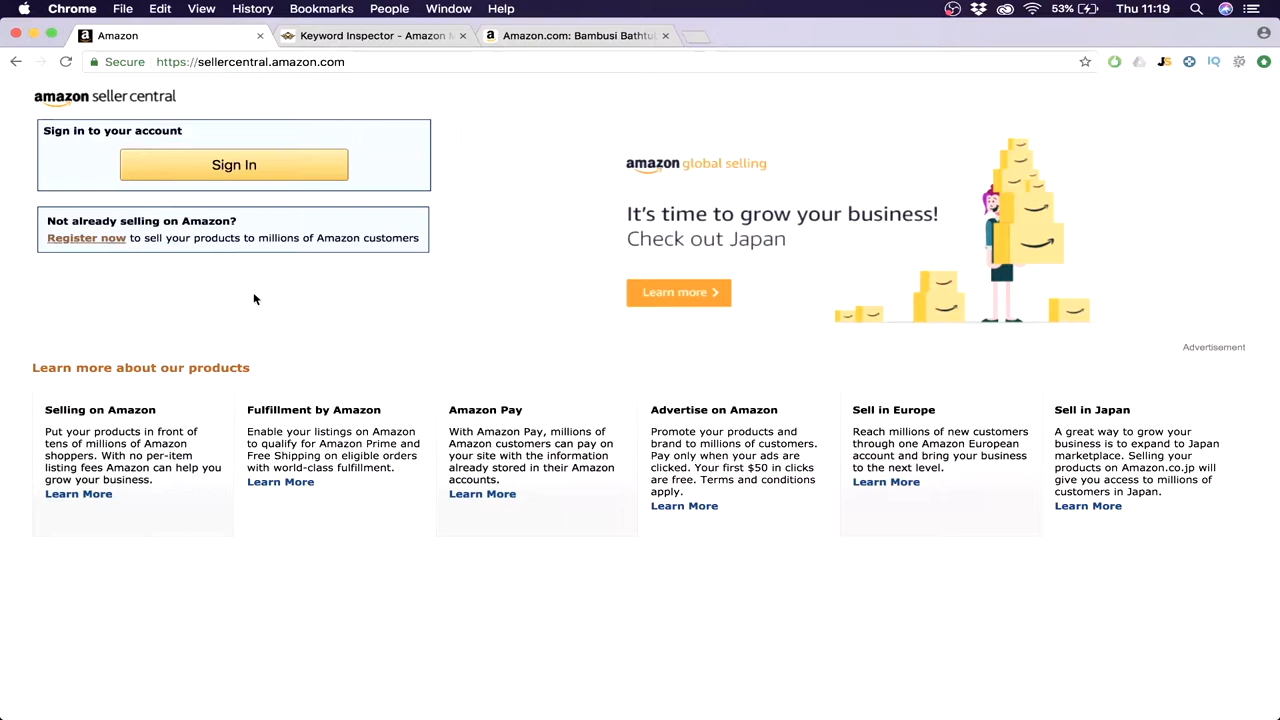 Chrome File Edit View History Bookmarks People Window Help 53% Thu 11:19
Amazon Keyword Inspector - Amazon M Amazon.com: Bambusi Bathtu
Secure https://sellercentral.amazon.com JS IQ
amazon seller central
Sign in to your account
Sign In
Not already selling on Amazon?
Register now to sell your products to millions of Amazon customers
amazon global selling
It's time to grow your business!
Check out Japan
Learn more
Advertisement
Learn more about our products
Selling on Amazon
Put your products in front of
tens of millions of Amazon
shoppers. With no per-item
listing fees Amazon can help you
grow your business.
Learn More
Fulfillment by Amazon
Enable your listings on Amazon
to qualify for Amazon Prime and
Free Shipping on eligible orders
with world-class fulfillment.
Learn More
Amazon Pay
With Amazon Pay, millions of
Amazon customers can pay on
your site with the information
already stored in their Amazon
accounts.
Learn More
Advertise on Amazon
Promote your products and
brand to millions of customers.
Pay only when your ads are
clicked. Your first $50 in clicks
are free. Terms and conditions
apply.
Learn More
Sell in Europe
Reach millions of new customers
through one Amazon European
account and bring your business
to the next level.
Learn More
Sell in Japan
A great way to grow your
business is to expand to Japan
marketplace. Selling your
products on Amazon.co.jp will
give you access to millions of
customers in Japan.
Learn More